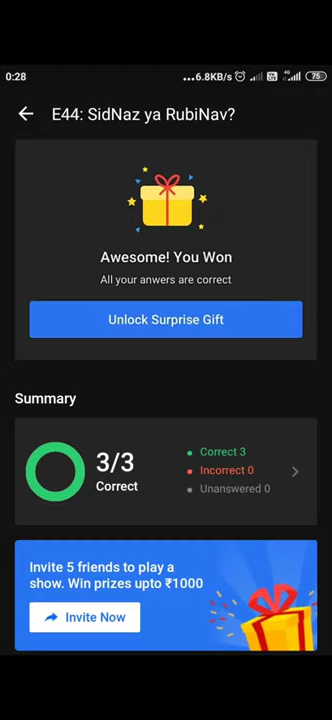 0:28
...6.8KB/s
4G
75
E44: SidNaz ya RubiNav?
Awesome! You Won
All your anwers are correct
Unlock Surprise Gift
Summary
3/3
Correct
Correct 3
Incorrect 0
Unanswered 0
Invite 5 friends to play a
show. Win prizes upto ₹1000
Invite Now